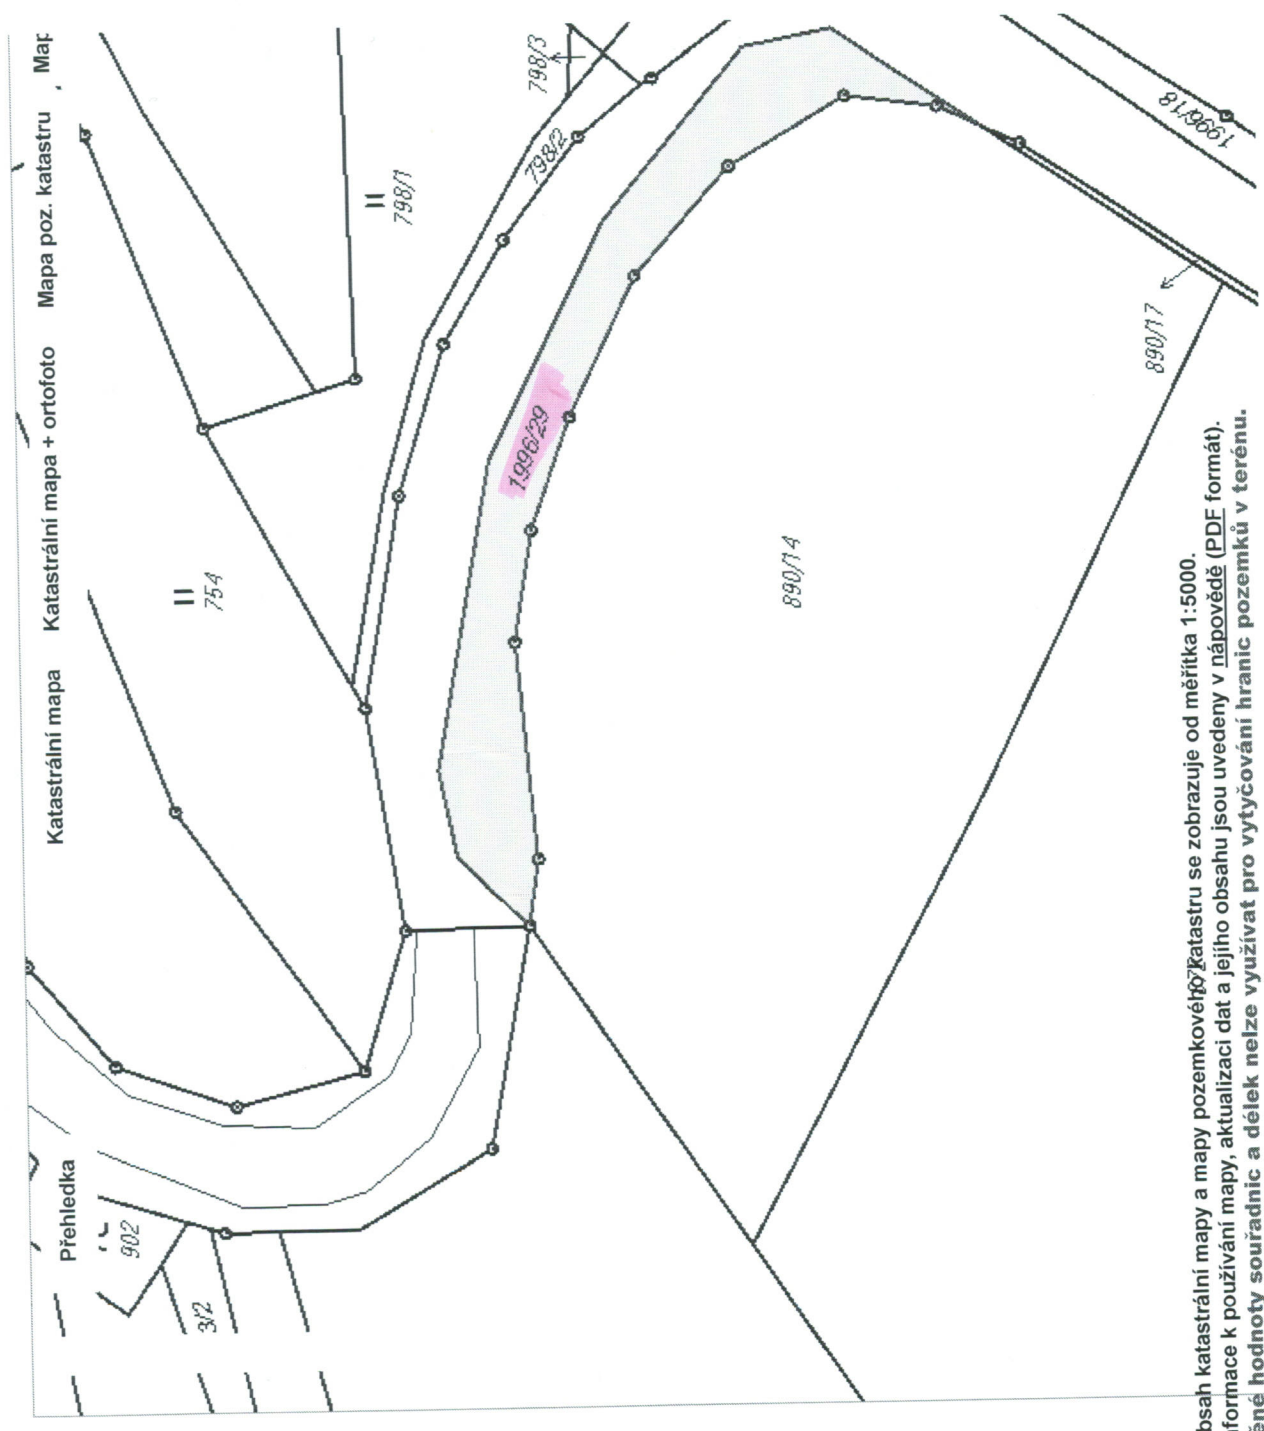 Přehledka
Katastrální mapa
Katastrální mapa + ortofoto
Mapa poz. katastru
Map
902
3/2
754
798/1
798/2
798/3
1996/29
1996/18
890/14
890/17
bsah katastrální mapy a mapy pozemkového katastru se zobrazuje od měřítka 1:5000.
formace k používání mapy, aktualizaci dat a jejího obsahu jsou uvedeny v nápovědě (PDF formát).
ěné hodnoty souřadnic a délek nelze využívat pro vytyčování hranic pozemků v terénu.